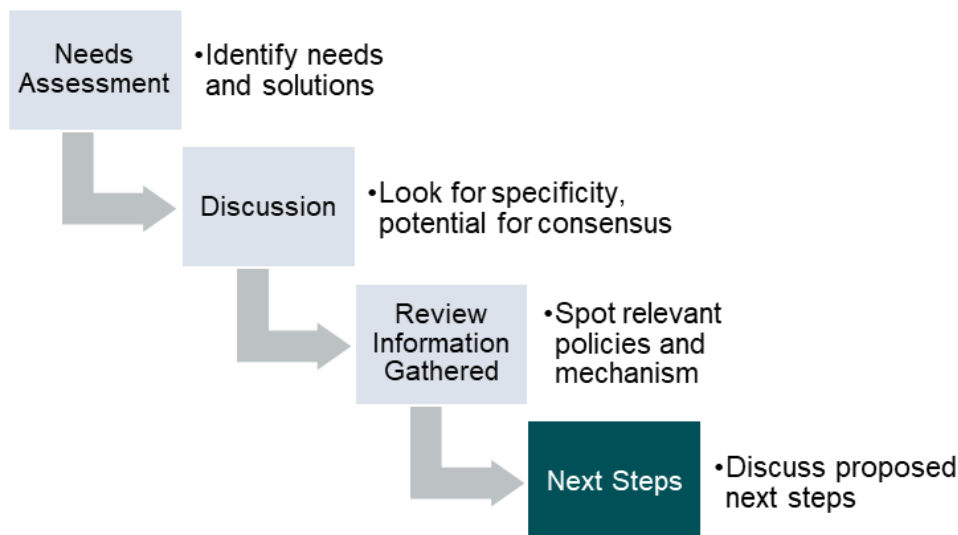 Needs
Assessment
•Identify needs
and solutions
Discussion
•Look for specificity,
potential for consensus
Review
Information
Gathered
•Spot relevant
policies and
mechanism
Next Steps
•Discuss proposed
next steps